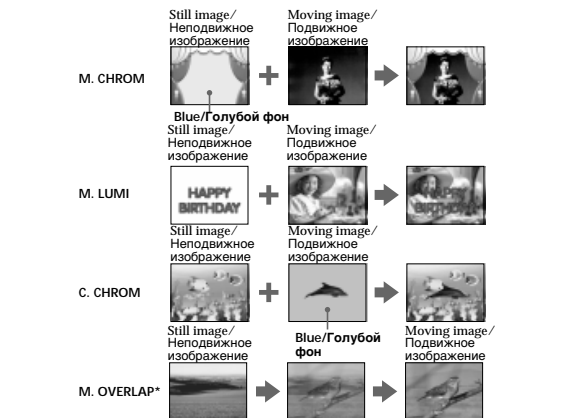 Still image/
Неподвижное
изображение
Moving image/
Подвижное
изображение
M. CHROM
Blue/Голубой фон
Still image/
Неподвижное
изображение
Moving image/
Подвижное
изображение
M. LUMI
HAPPY
BIRTHDAY
HAPPY
BIRTHDAY
Still image/
Неподвижное
изображение
Moving image/
Подвижное
изображение
C. CHROM
Blue/Голубой
фон
Still image/
Неподвижное
изображение
Moving image/
Подвижное
изображение
M. OVERLAP*